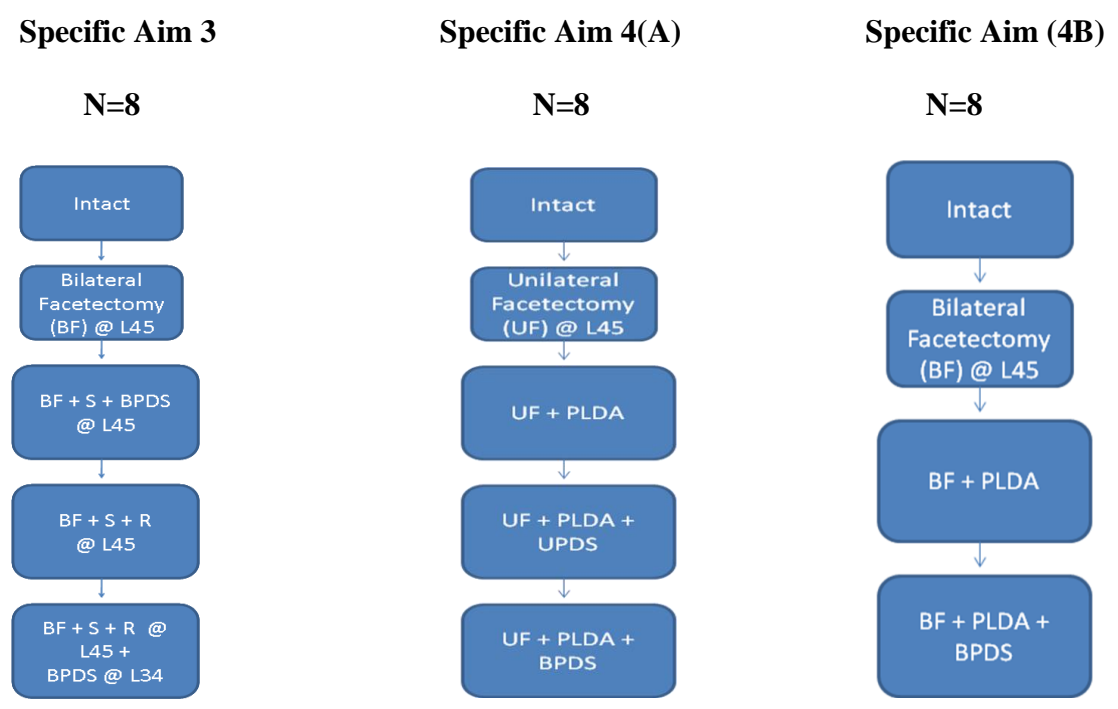 Specific Aim 3
N=8
Intact
Bilateral
Facetectomy
(BF) @ L45
BF + S + BPDS
@ L45
BF + S + R
@ L45
BF + S + R @
L45 +
BPDS @ L34
Specific Aim 4(A)
N=8
Intact
Unilateral
Facetectomy
(UF) @ L45
UF + PLDA
UF + PLDA +
UPDS
UF + PLDA +
BPDS
Specific Aim (4B)
N=8
Intact
Bilateral
Facetectomy
(BF) @ L45
BF + PLDA
BF + PLDA +
BPDS